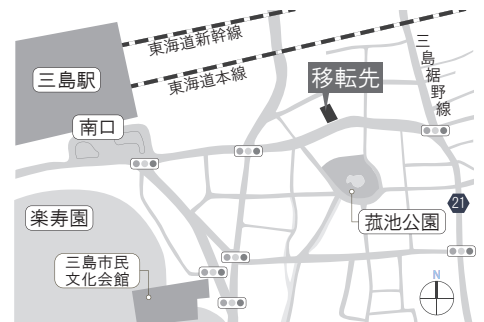 東海道新幹線
東海道本線
三島駅
移転先
三島裾野線
南口
楽寿園
菰池公園
21
三島市民
文化会館
N